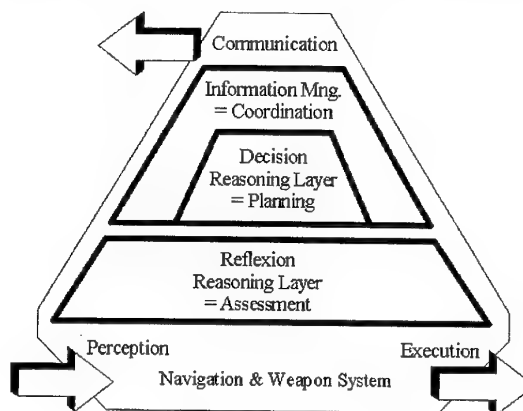 Communication
Information Mng.
= Coordination
Decision
Reasoning Layer
= Planning
Reflexion
Reasoning Layer
= Assessment
Perception
Execution
Navigation & Weapon System